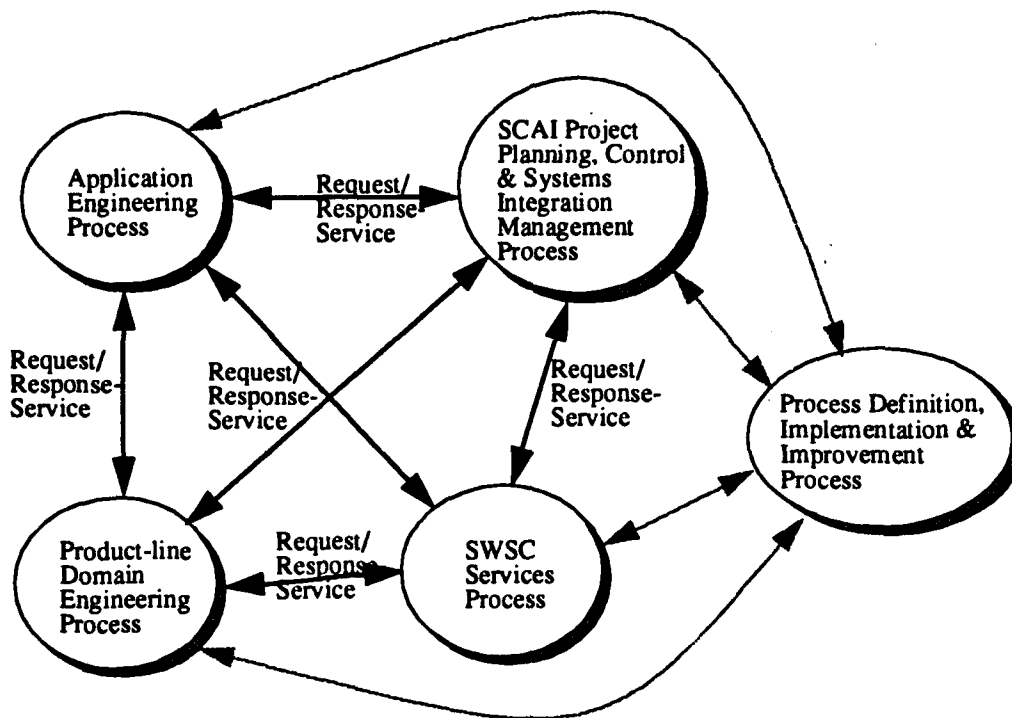 Application
Engineering
Process
Request/
Response-
Service
SCAI Project
Planning, Control
& Systems
Integration
Management
Process
Request/
Response-
Service
Request/
Response-
Service
Request/
Response-
Service
Process Definition,
Implementation &
Improvement
Process
Product-line
Domain
Engineering
Process
Request/
Response-
Service
SWSC
Services
Process